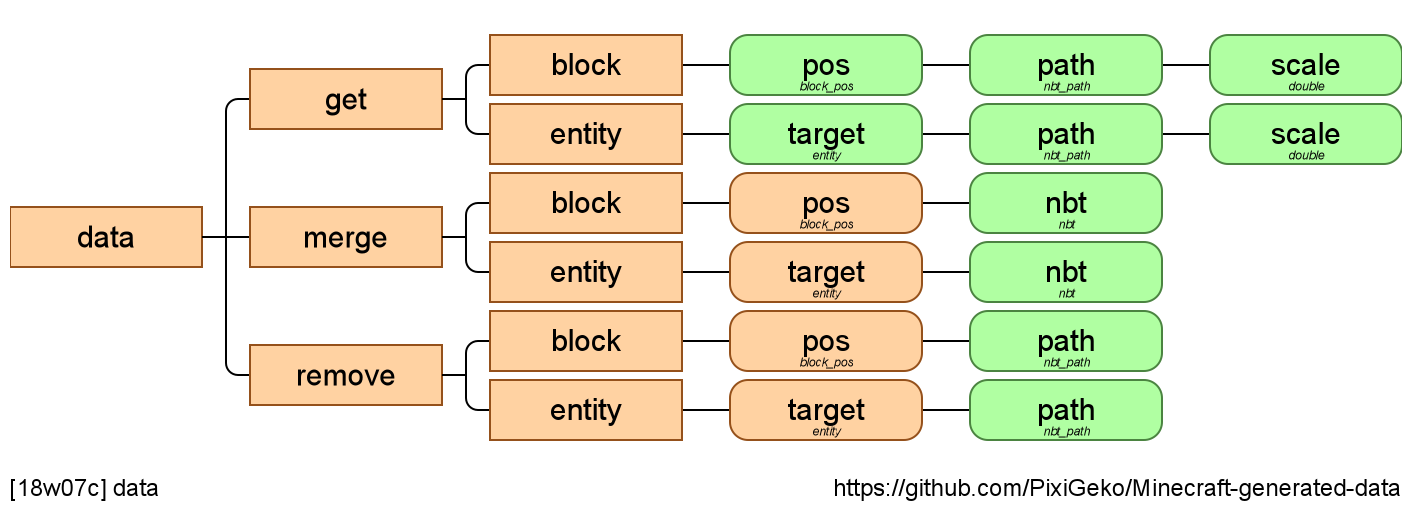 block pos path scale
block_pos nbt_path double
get
entity target path scale
entity nbt_path double
block pos nbt
block_pos nbt
data merge
entity target nbt
entity nbt
block pos path
block_pos nbt_path
remove
entity target path
entity nbt_path
[18w07c] data https://github.com/PixiGeko/Minecraft-generated-data